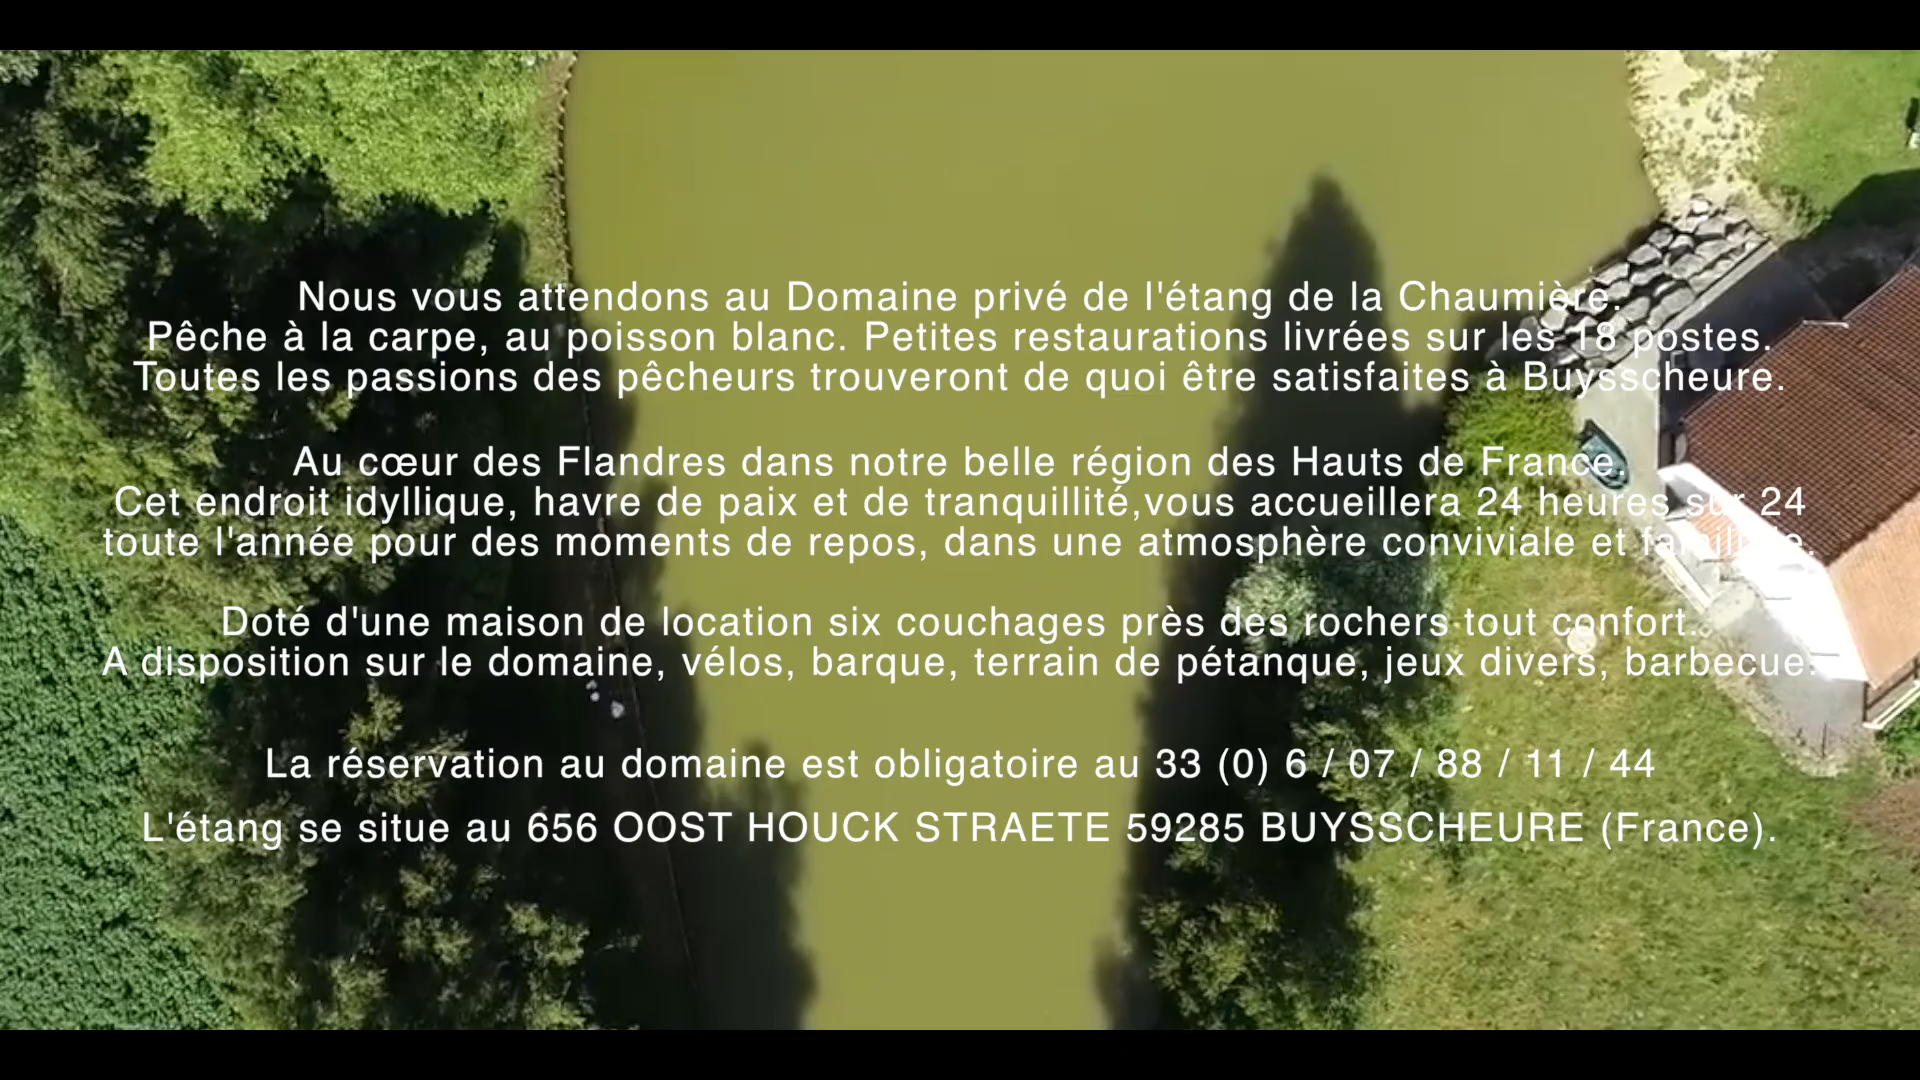 Nous vous attendons au Domaine privé de l'étang de la Chaumière.
Pêche à la carpe, au poisson blanc. Petites restaurations livrées sur les 18 postes.
Toutes les passions des pêcheurs trouveront de quoi être satisfaites à Buysscheure.
Au cœur des Flandres dans notre belle région des Hauts de France.
Cet endroit idyllique, havre de paix et de tranquillité,vous accueillera 24 heures sur 24
toute l'année pour des moments de repos, dans une atmosphère conviviale et familliale.
Doté d'une maison de location six couchages près des rochers tout confort.
A disposition sur le domaine, vélos, barque, terrain de pétanque, jeux divers, barbecue.
La réservation au domaine est obligatoire au 33 (0) 6 / 07 / 88 / 11 / 44
L'étang se situe au 656 OOST HOUCK STRAETE 59285 BUYSSCHEURE (France).